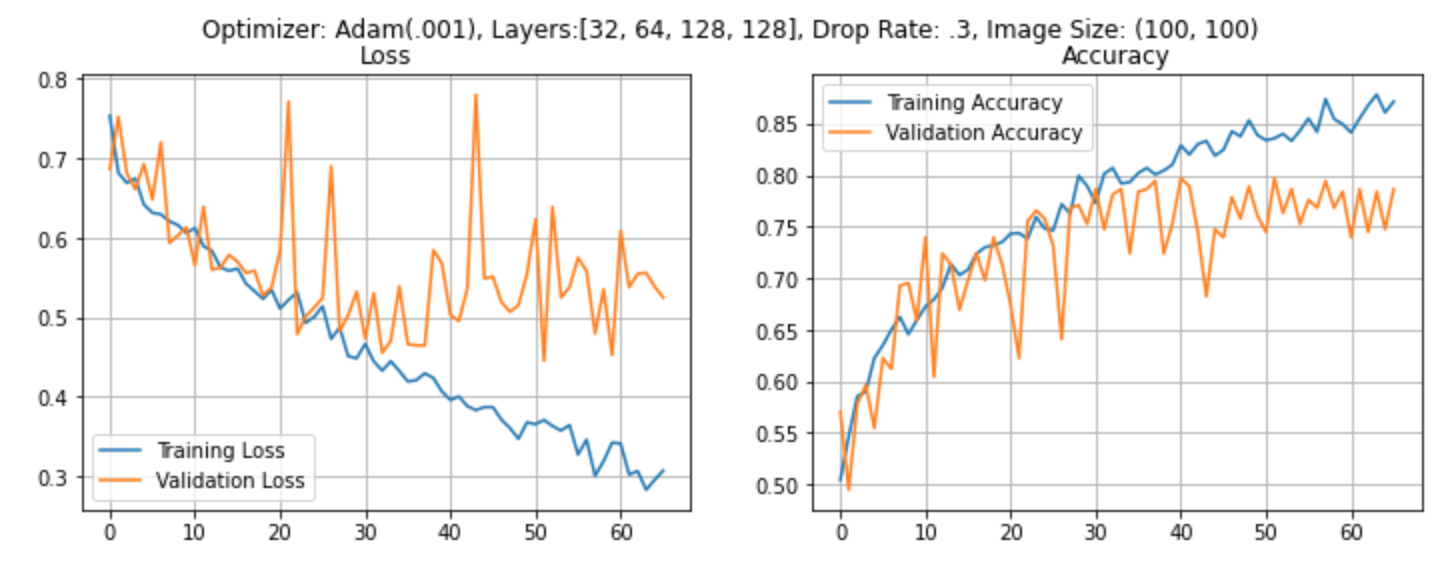 Optimizer: Adam(.001), Layers:[32, 64, 128, 128], Drop Rate: .3, Image Size: (100, 100)
Loss
0.8
0.7
0.6
0.5
0.4
0.3
Training Loss
Validation Loss
0 10 20 30 40 50 60
Accuracy
Training Accuracy
Validation Accuracy
0.85
0.80
0.75
0.70
0.65
0.60
0.55
0.50
0 10 20 30 40 50 60